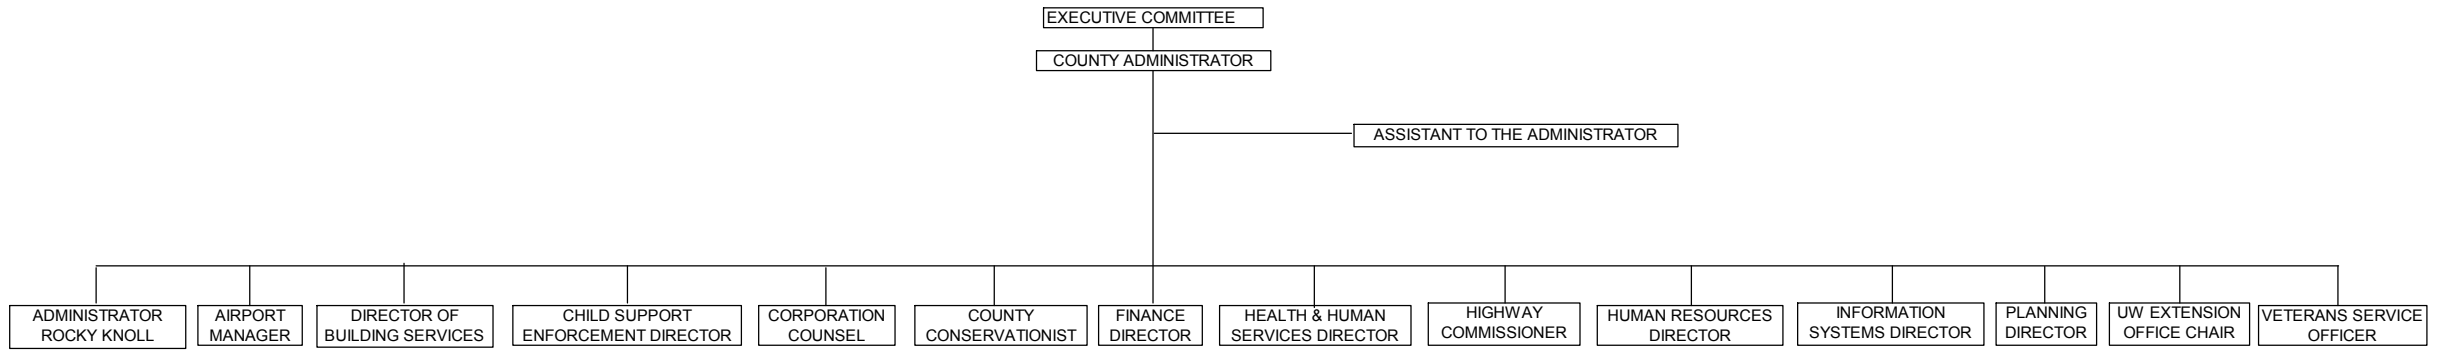 EXECUTIVE COMMITTEE
COUNTY ADMINISTRATOR
ASSISTANT TO THE ADMINISTRATOR
ADMINISTRATOR
ROCKY KNOLL
AIRPORT
MANAGER
DIRECTOR OF
BUILDING SERVICES
CHILD SUPPORT
ENFORCEMENT DIRECTOR
CORPORATION
COUNSEL
COUNTY
CONSERVATIONIST
FINANCE
DIRECTOR
HEALTH & HUMAN
SERVICES DIRECTOR
HIGHWAY
COMMISSIONER
HUMAN RESOURCES
DIRECTOR
INFORMATION
SYSTEMS DIRECTOR
PLANNING
DIRECTOR
UW EXTENSION
OFFICE CHAIR
VETERANS SERVICE
OFFICER